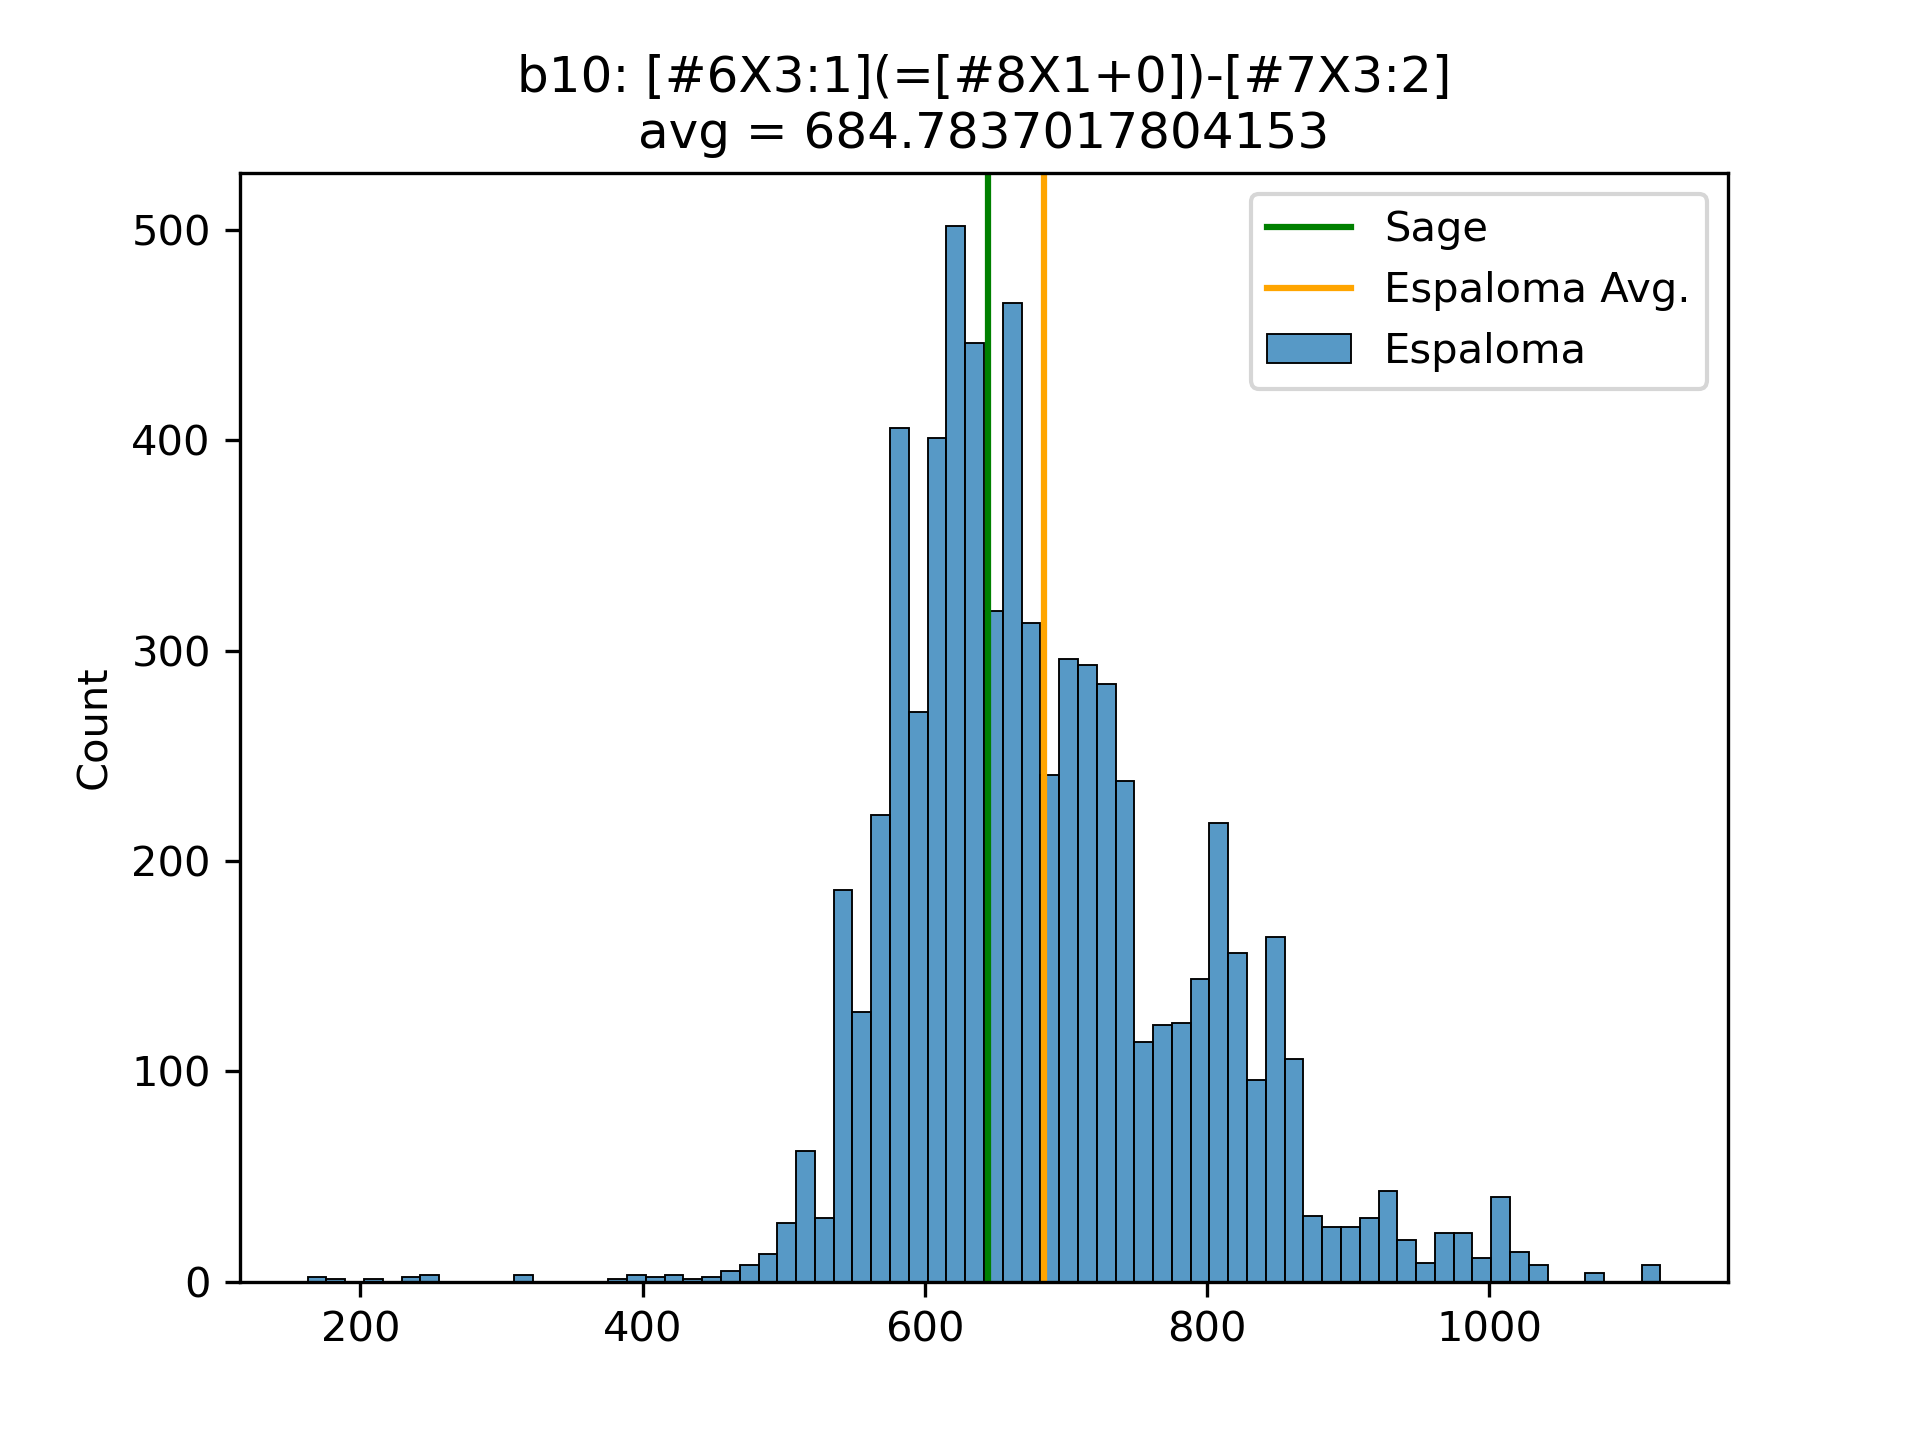 b10: [#6X3:1](=[#8X1+0])-[#7X3:2]
avg = 684.7837017804153
Sage
Espaloma Avg.
Espaloma
Count
500
400
300
200
100
0
200 400 600 800 1000